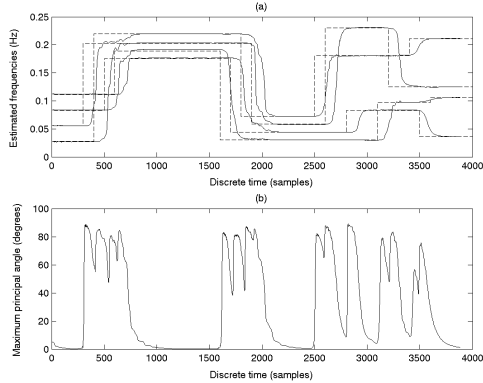 (a)
Estimated frequencies (Hz)
0.25
0.2
0.15
0.1
0.05
0
0 500 1000 1500 2000 2500 3000 3500 4000
Discrete time (samples)
(b)
Maximum principal angle (degrees)
100
80
60
40
20
0
0 500 1000 1500 2000 2500 3000 3500 4000
Discrete time (samples)